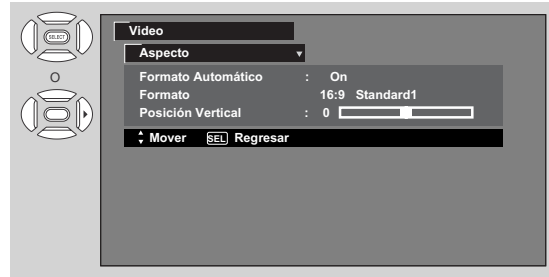 SELECT
O
Video
Aspecto
Formato Automático : On
Formato 16:9 Standard1
Posición Vertical : 0
Mover SEL Regresar